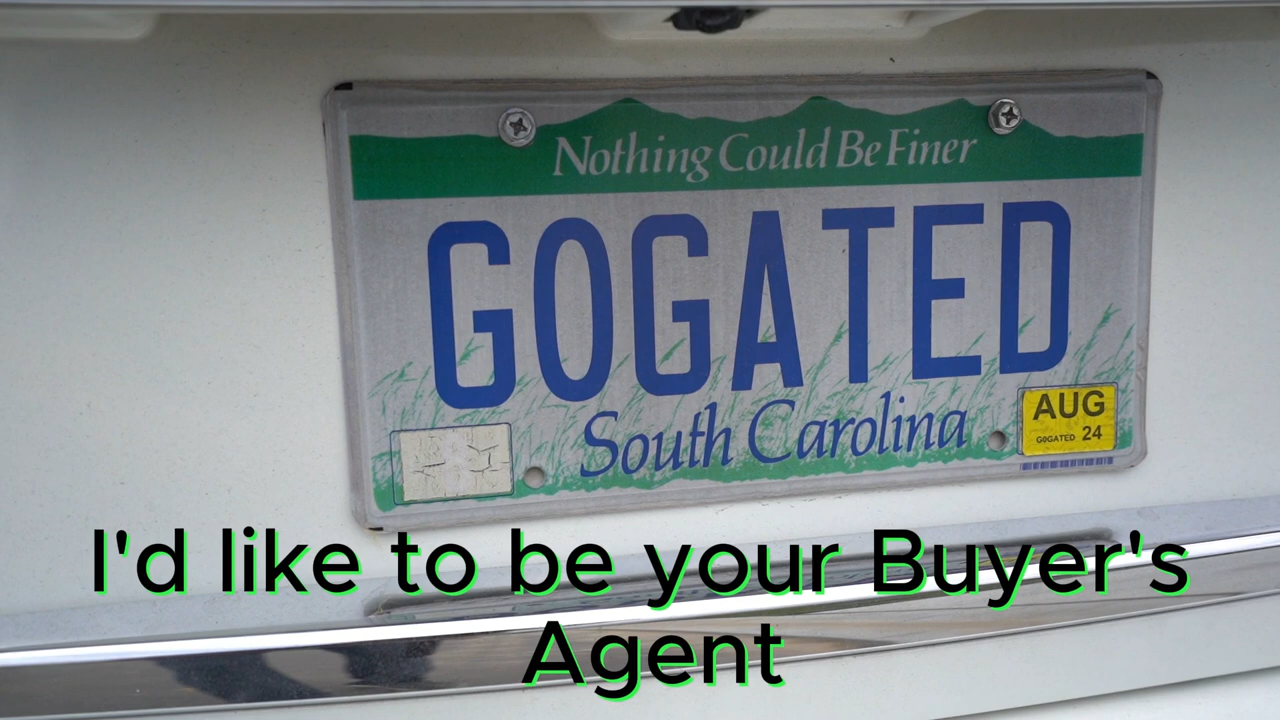 Nothing Could Be Finer
GOGATED
South Carolina
AUG
GOGATED 24
I'd like to be your Buyer's
Agent